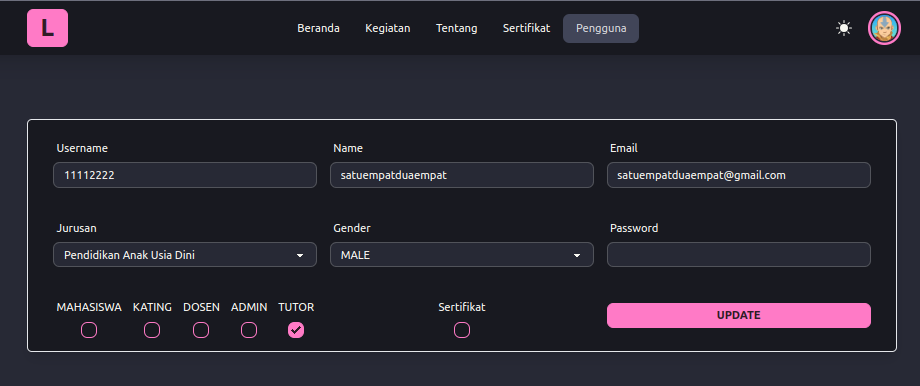 L Beranda Kegiatan Tentang Sertifikat Pengguna
Username Name Email
11112222 satuempatduaempat satuempatduaempat@gmail.com
Jurusan Gender Password
Pendidikan Anak Usia Dini MALE
MAHASISWA KATING DOSEN ADMIN TUTOR Sertifikat UPDATE